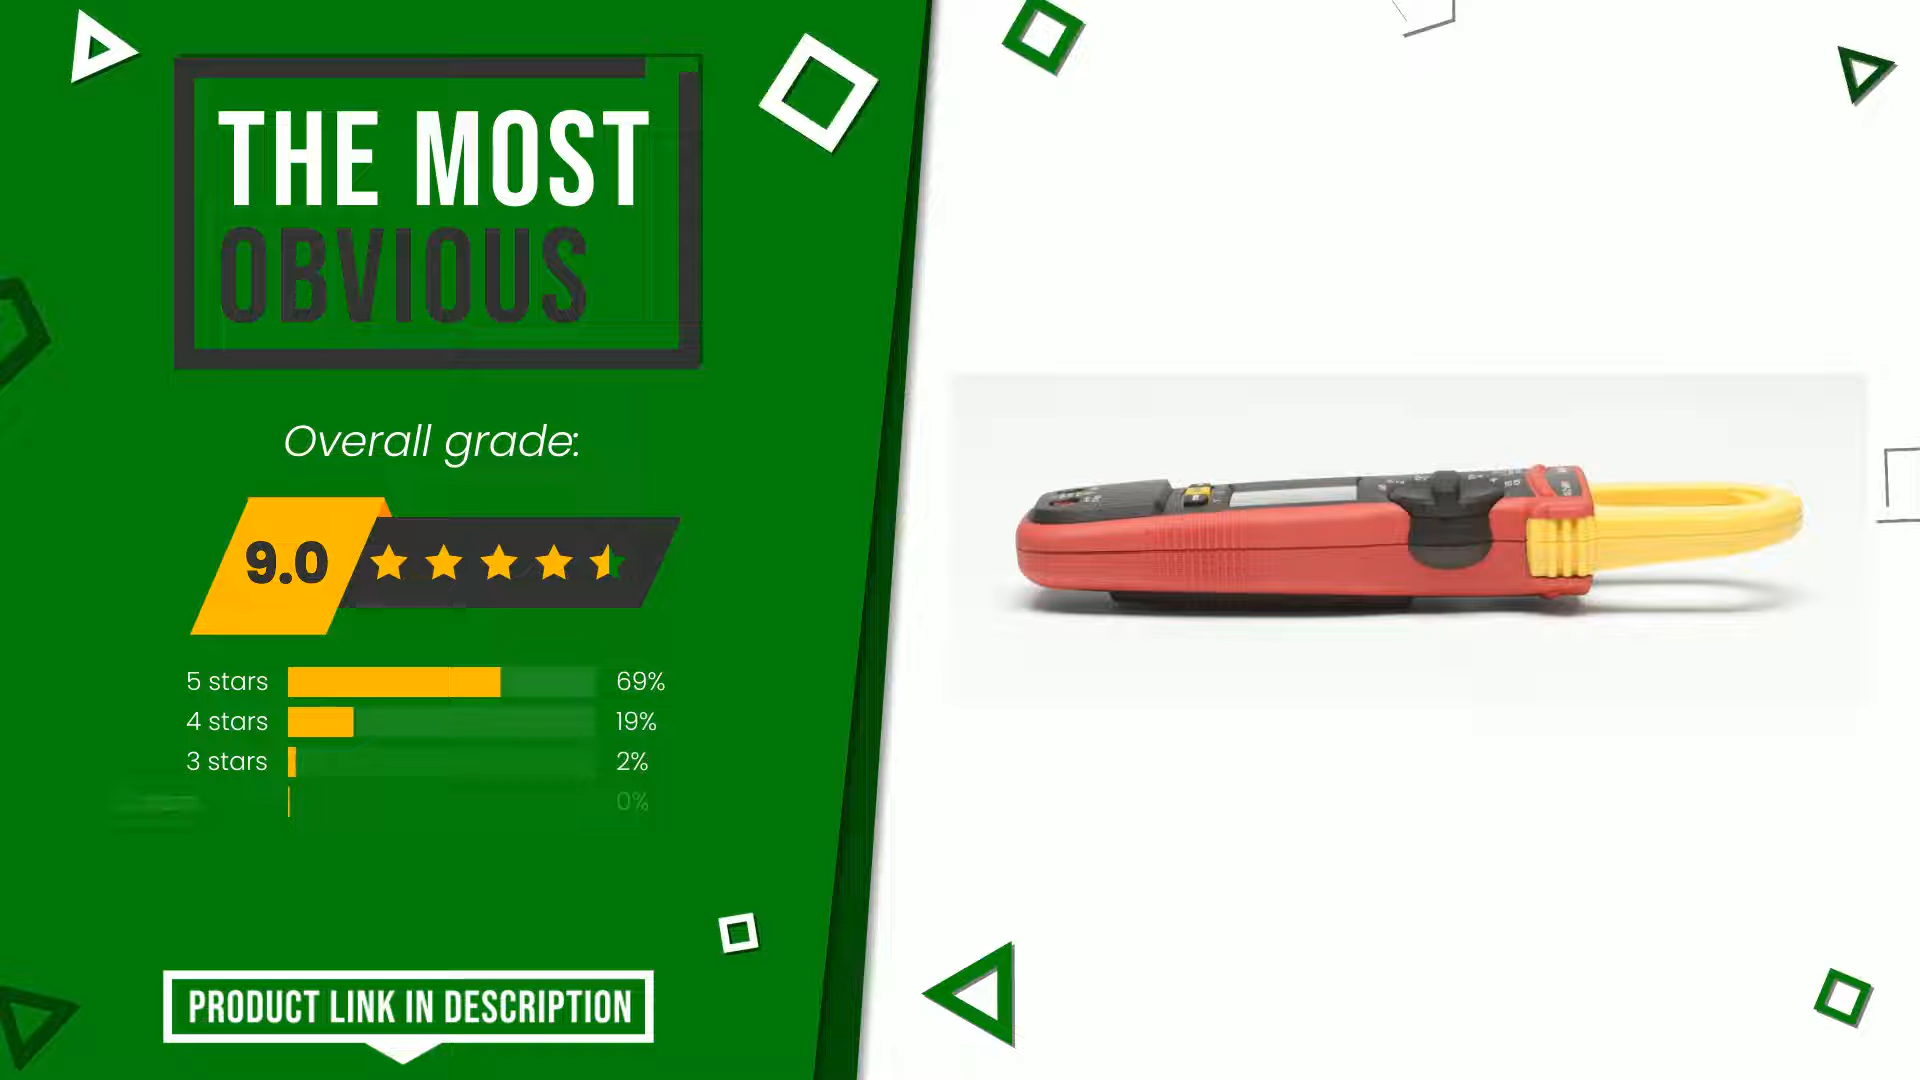 THE MOST
OBVIOUS
Overall grade:
9.0
5 stars 69%
4 stars 19%
3 stars 2%
0%
PRODUCT LINK IN DESCRIPTION